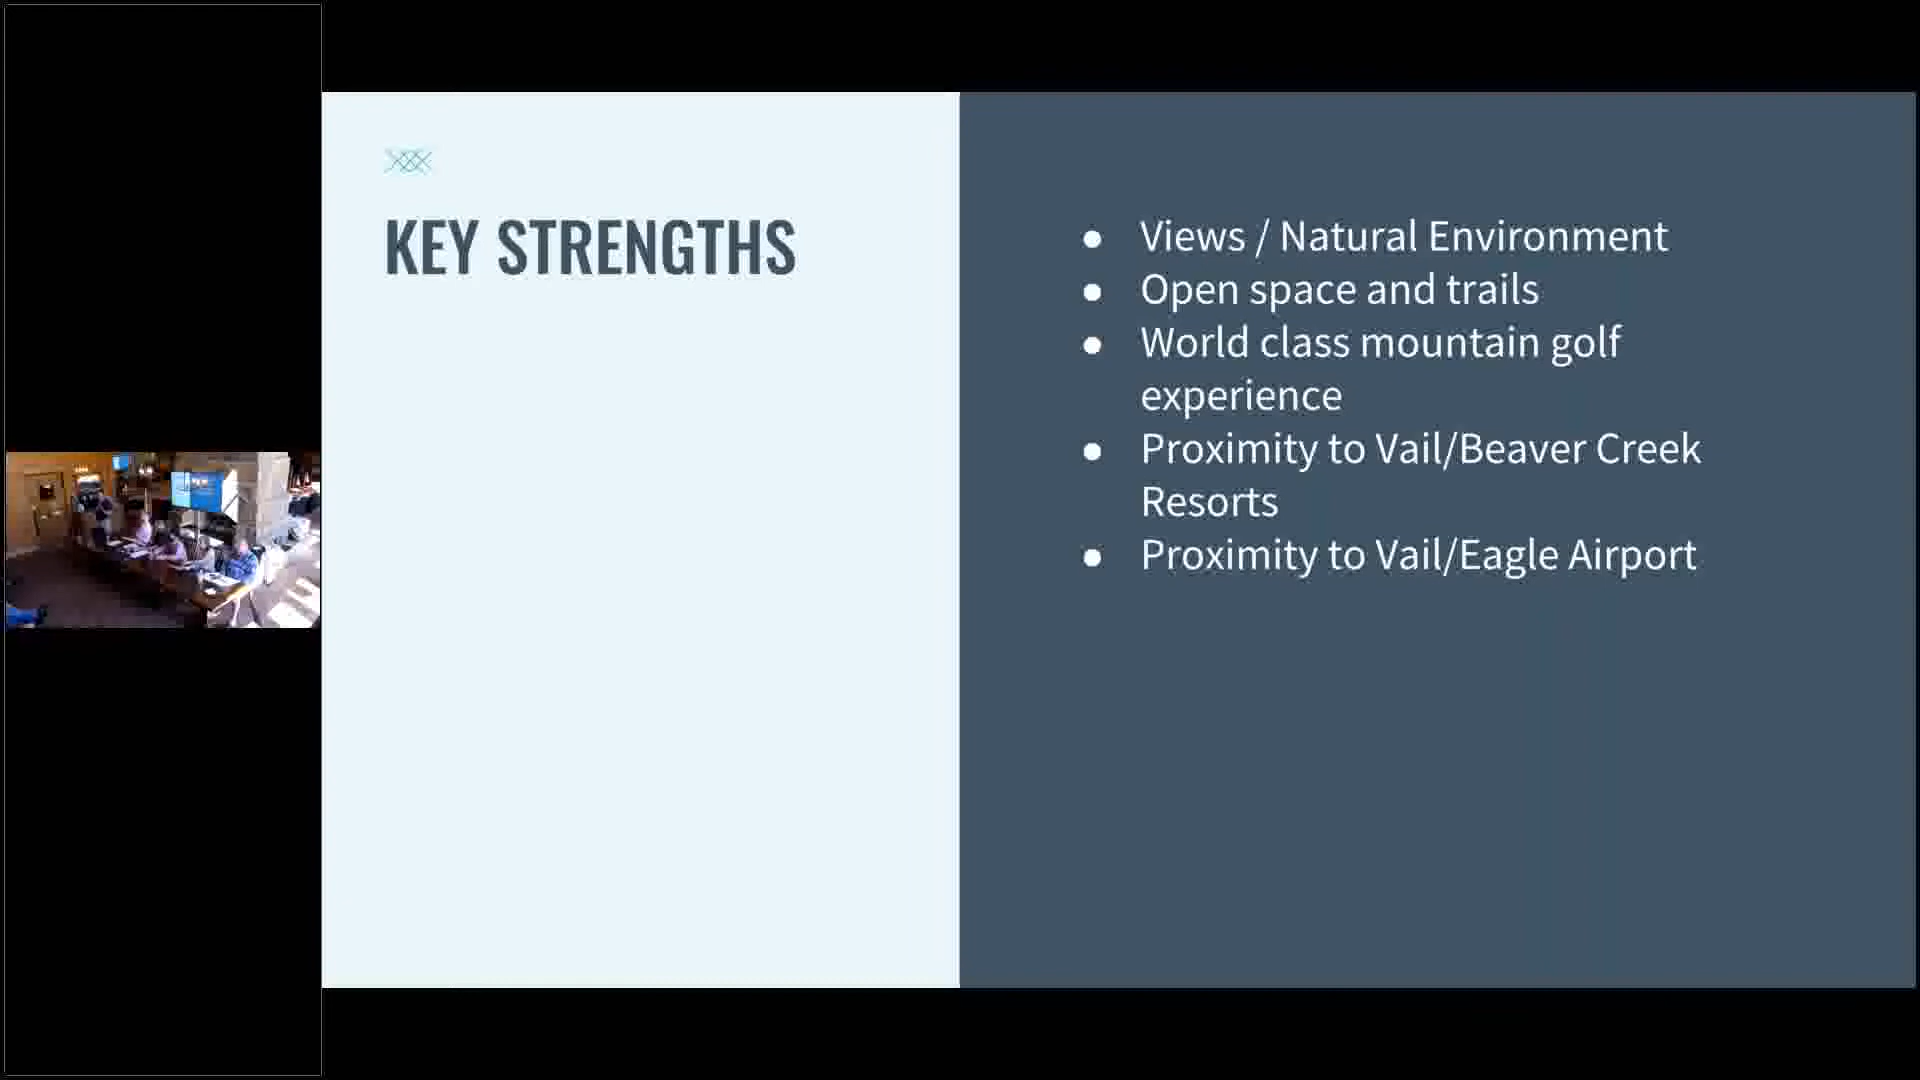 KEY STRENGTHS
● Views / Natural Environment
● Open space and trails
● World class mountain golf
experience
● Proximity to Vail/Beaver Creek
Resorts
● Proximity to Vail/Eagle Airport